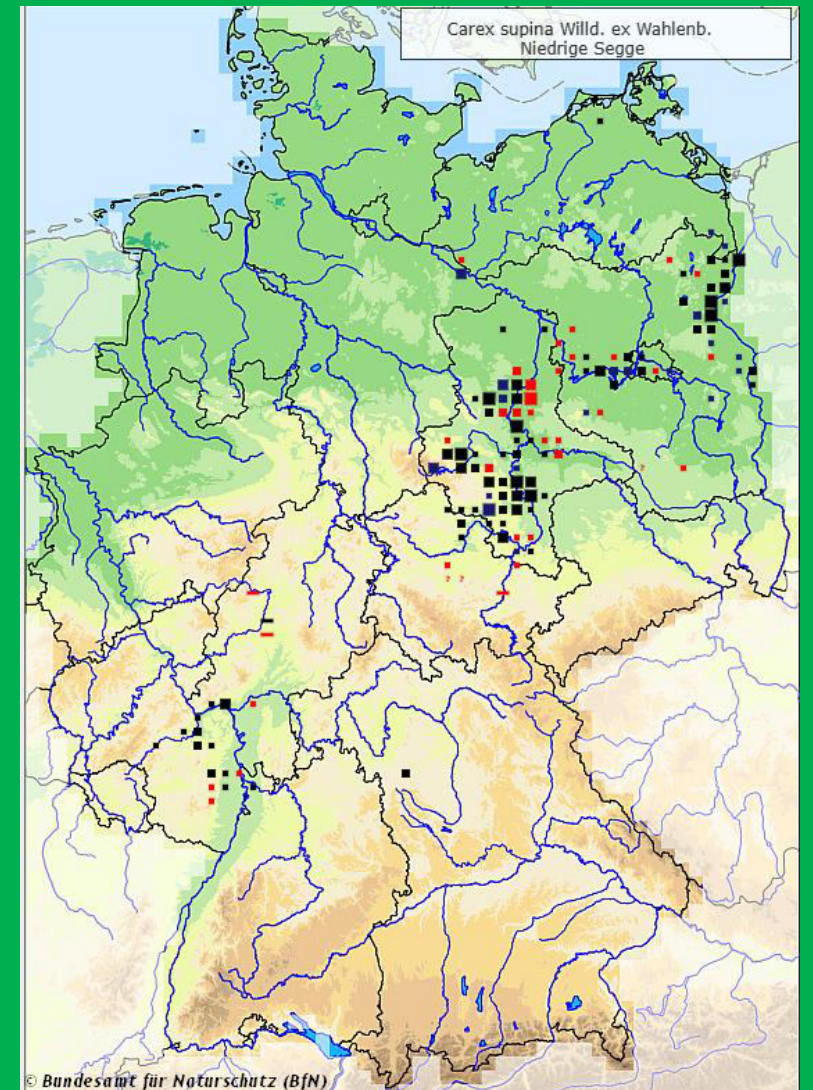 Carex supina Willd. ex Wahlenb.
Niedrige Segge
© Bundesamt für Naturschutz (BfN)